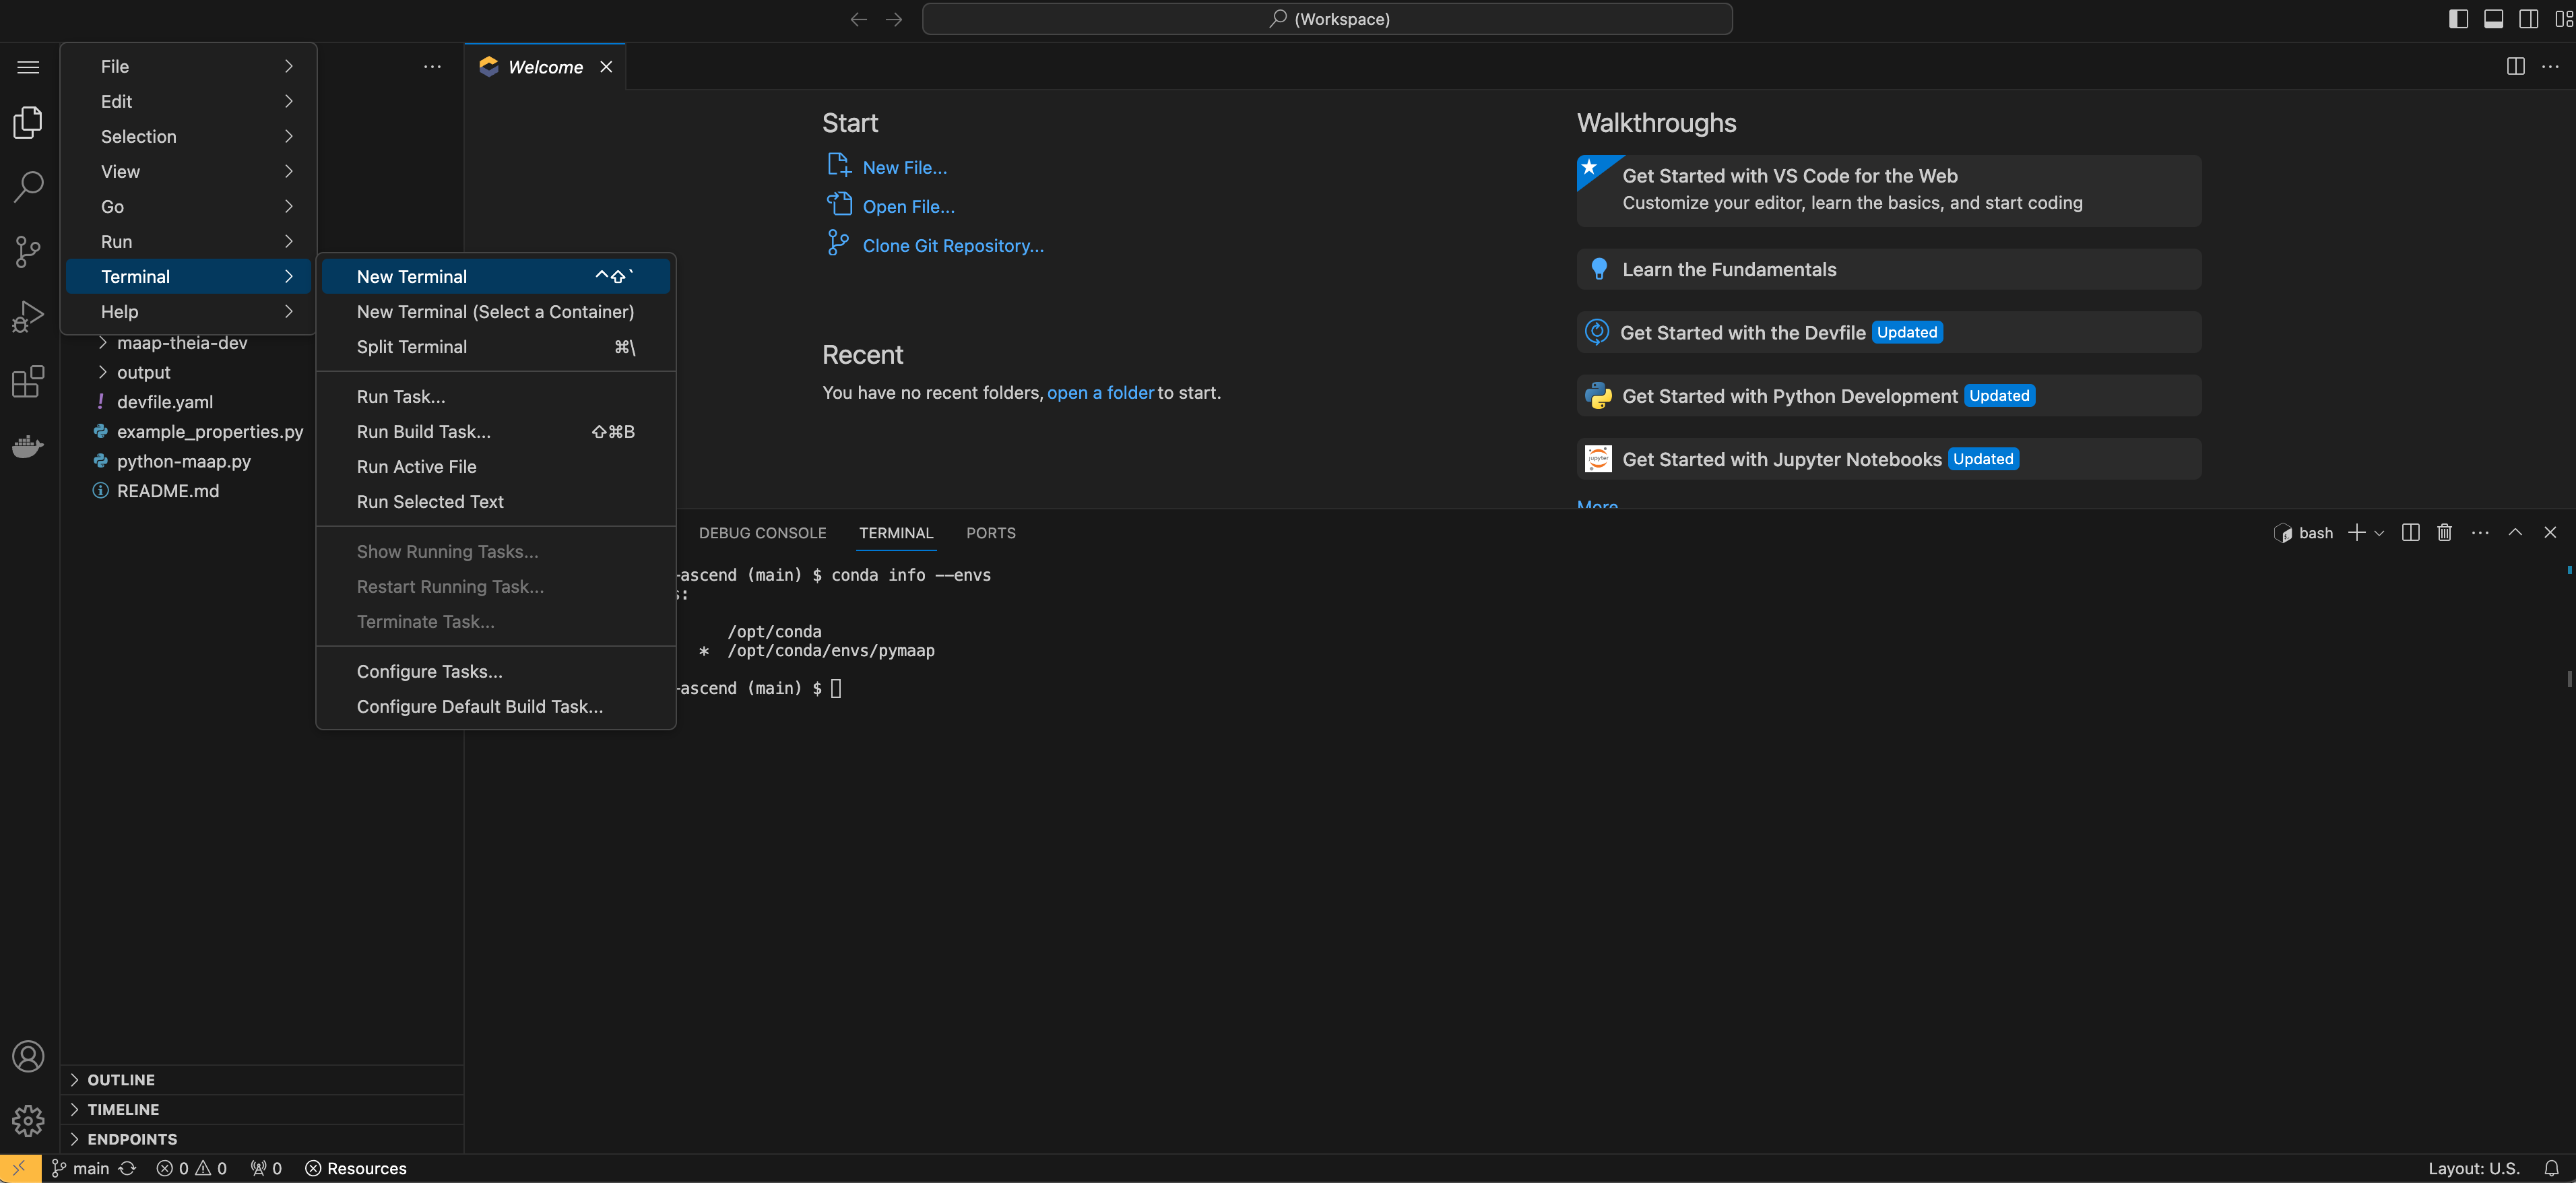 (Workspace)
File
Edit
Selection
View
Go
Run
Terminal
Help
New Terminal ^⇧`
New Terminal (Select a Container)
Split Terminal ⌘\
Run Task...
Run Build Task... ⇧⌘B
Run Active File
Run Selected Text
Show Running Tasks...
Restart Running Task...
Terminate Task...
Configure Tasks...
Configure Default Build Task...
maap-theia-dev
output
! devfile.yaml
example_properties.py
python-maap.py
README.md
OUTLINE
TIMELINE
ENDPOINTS
Welcome
Start
New File...
Open File...
Clone Git Repository...
Recent
You have no recent folders, open a folder to start.
Walkthroughs
Get Started with VS Code for the Web
Customize your editor, learn the basics, and start coding
Learn the Fundamentals
Get Started with the Devfile Updated
Get Started with Python Development Updated
jupyter
Get Started with Jupyter Notebooks Updated
More...
DEBUG CONSOLE TERMINAL PORTS
bash
-ascend (main) $ conda info --envs
s:
/opt/conda
* /opt/conda/envs/pymaap
-ascend (main) $
main 0 0 0 Resources
Layout: U.S.